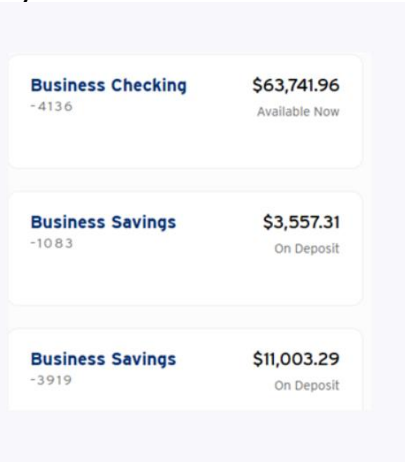 Business Checking $63,741.96
-4136 Available Now
Business Savings $3,557.31
-1083 On Deposit
Business Savings $11,003.29
-3919 On Deposit